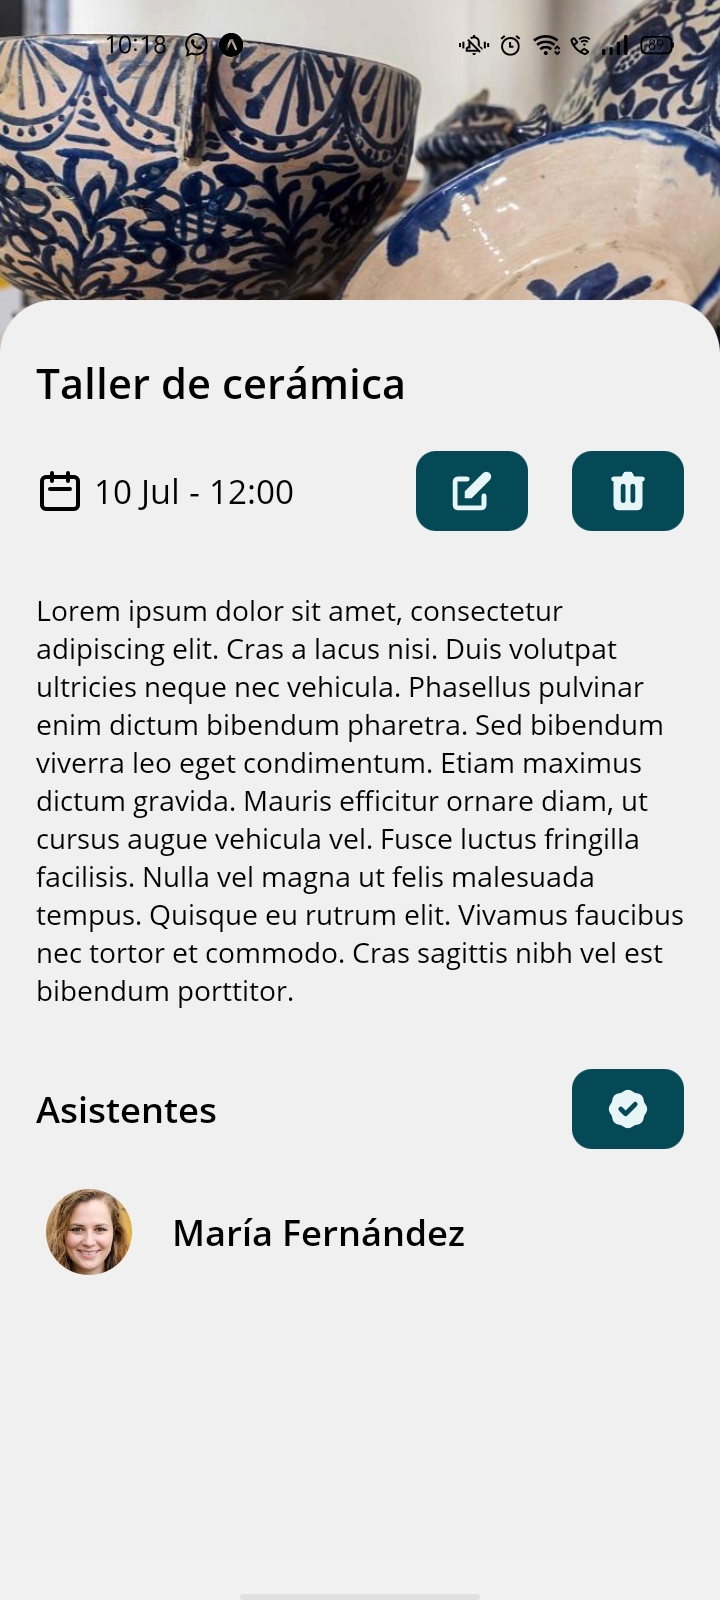 10:18
89
Taller de cerámica
10 Jul - 12:00
Lorem ipsum dolor sit amet, consectetur
adipiscing elit. Cras a lacus nisi. Duis volutpat
ultricies neque nec vehicula. Phasellus pulvinar
enim dictum bibendum pharetra. Sed bibendum
viverra leo eget condimentum. Etiam maximus
dictum gravida. Mauris efficitur ornare diam, ut
cursus augue vehicula vel. Fusce luctus fringilla
facilisis. Nulla vel magna ut felis malesuada
tempus. Quisque eu rutrum elit. Vivamus faucibus
nec tortor et commodo. Cras sagittis nibh vel est
bibendum porttitor.
Asistentes
María Fernández